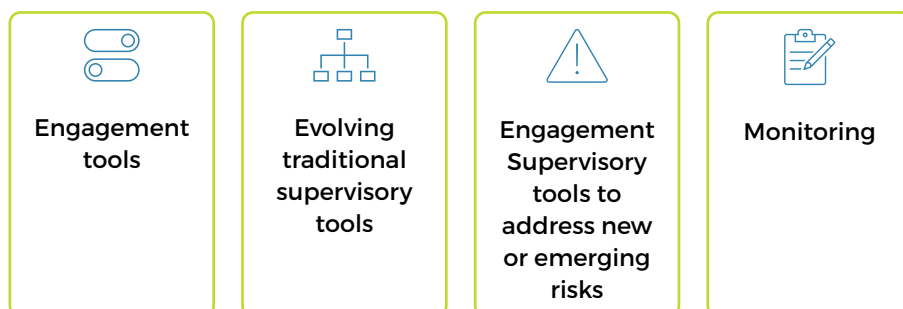 Engagement
tools
Evolving
traditional
supervisory
tools
Engagement
Supervisory
tools to
address new
or emerging
risks
Monitoring